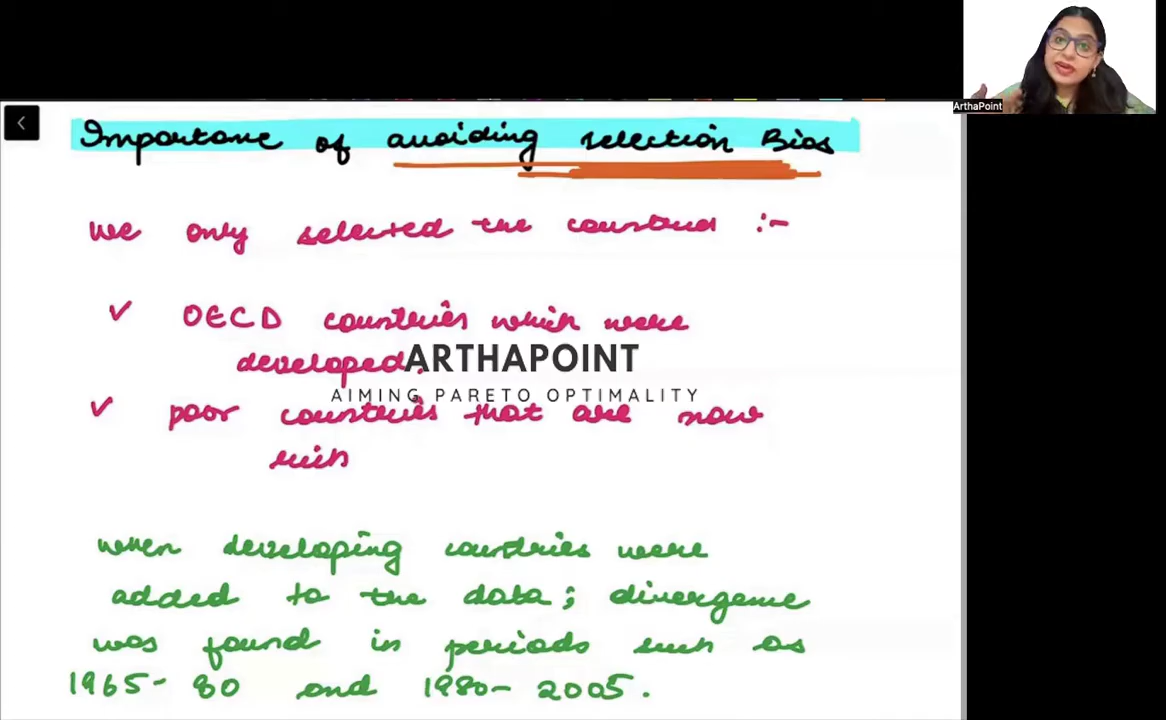 ArthaPoint
Importance of avoiding selection Bias
We only selected the countries :-
✓ OECD countries which were
developed.
ARTHAPOINT
AIMING PARETO OPTIMALITY
✓ poor countries that are now
rich
when developing countries were
added to the data; divergence
was found in periods such as
1965-80 and 1980-2005.